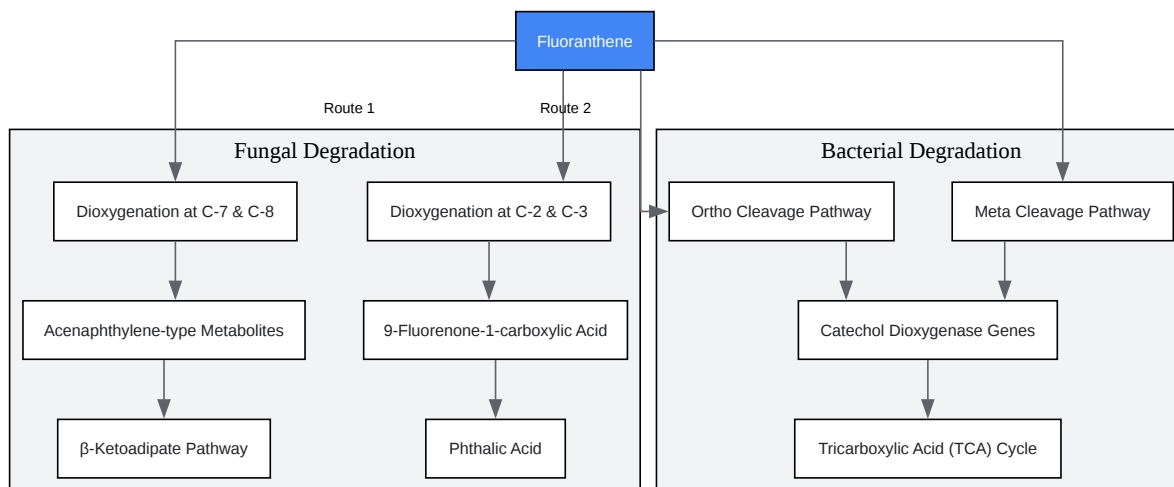 Fluoranthene
Route 1
Route 2
Fungal Degradation
Bacterial Degradation
Dioxygenation at C-7 & C-8
Dioxygenation at C-2 & C-3
Ortho Cleavage Pathway
Meta Cleavage Pathway
Acenaphthylene-type Metabolites
9-Fluorenone-1-carboxylic Acid
Catechol Dioxygenase Genes
β-Ketoadipate Pathway
Phthalic Acid
Tricarboxylic Acid (TCA) Cycle